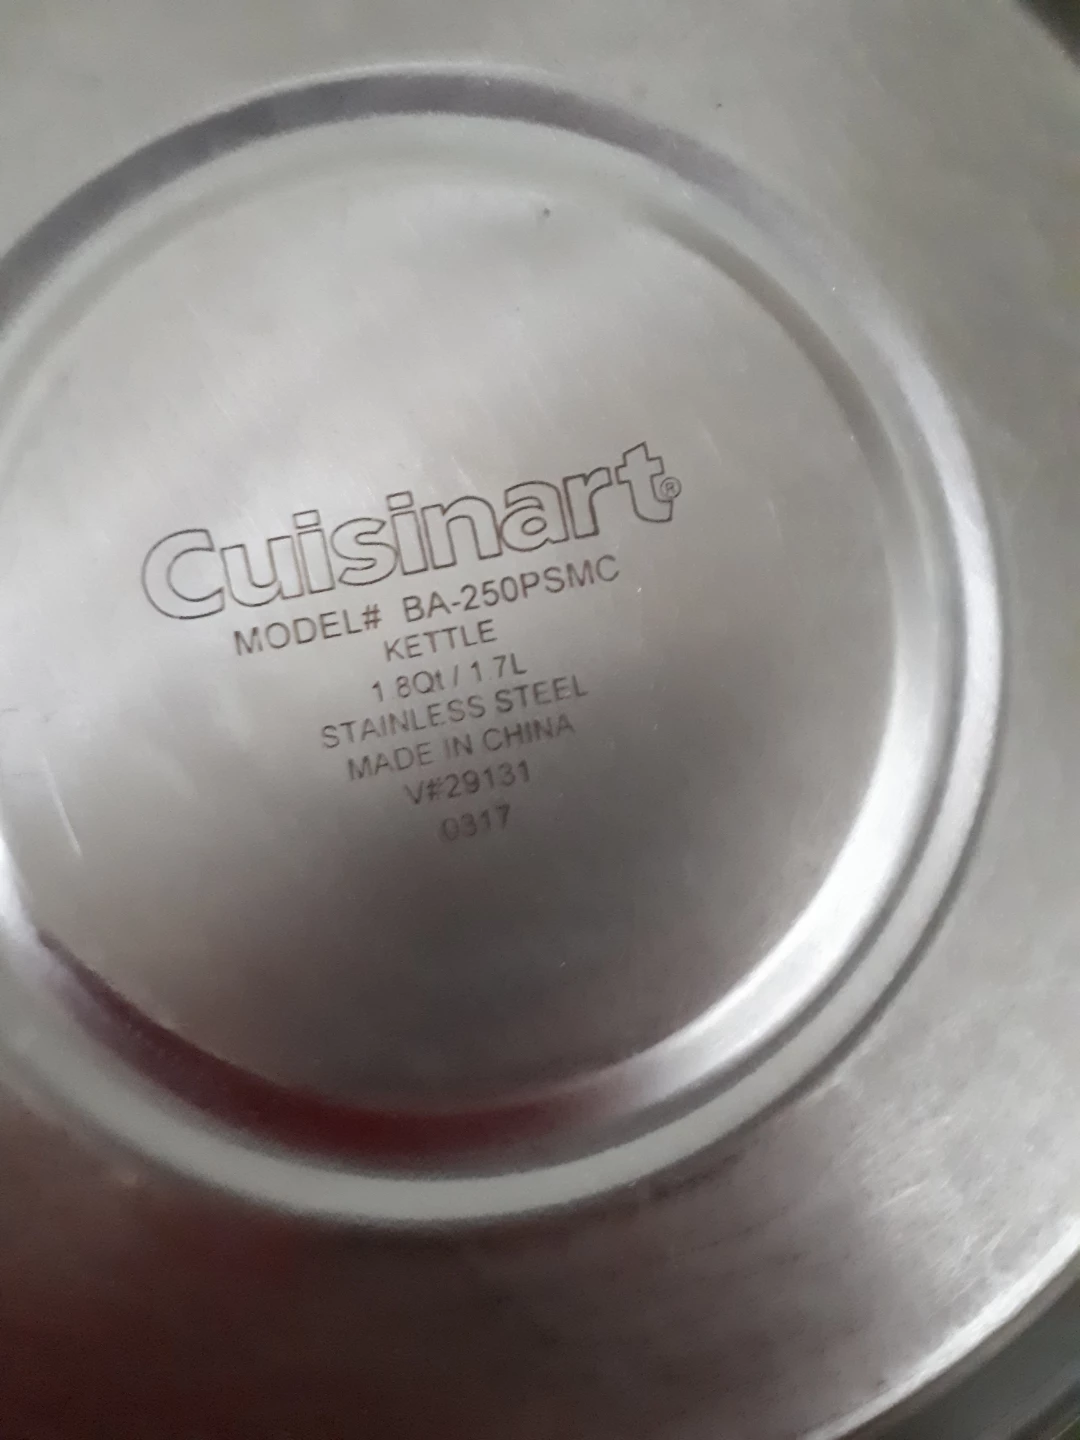 Cuisinart®
MODEL# BA-250PSMC
KETTLE
1.8Qt / 1.7L
STAINLESS STEEL
MADE IN CHINA
V#29131
0317